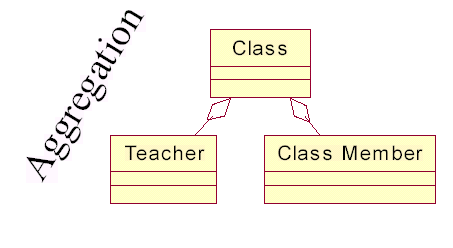 Aggregation
Class
Teacher
Class Member